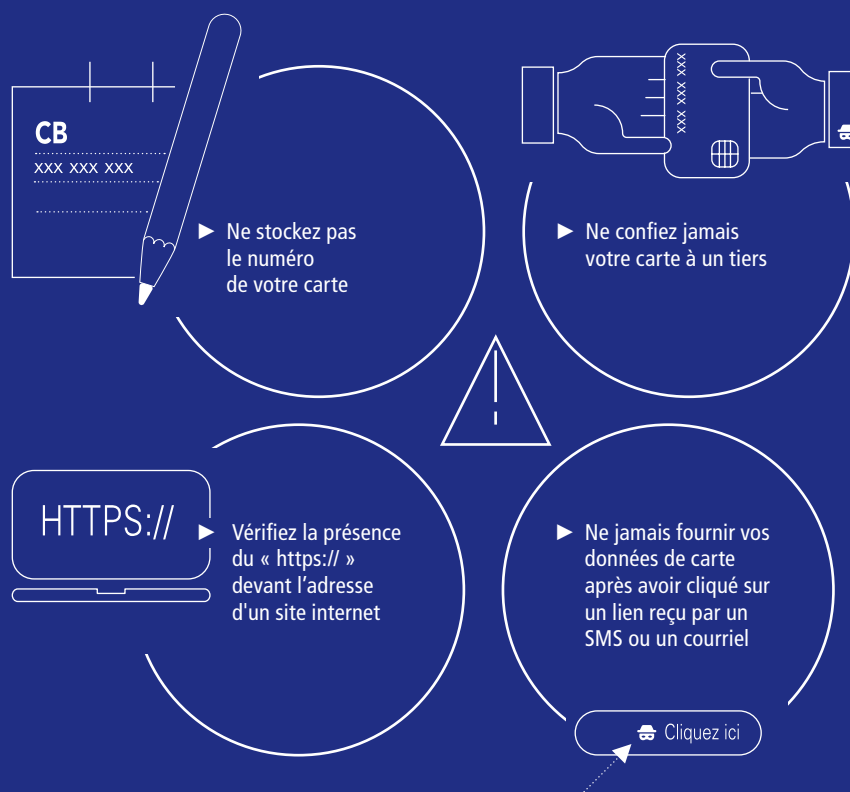 CB
XXX XXX XXX
► Ne stockez pas
le numéro
de votre carte
XXX XXX XXX
► Ne confiez jamais
votre carte à un tiers
HTTPS://
► Vérifiez la présence
du « https:// »
devant l’adresse
d'un site internet
► Ne jamais fournir vos
données de carte
après avoir cliqué sur
un lien reçu par un
SMS ou un courriel
Cliquez ici